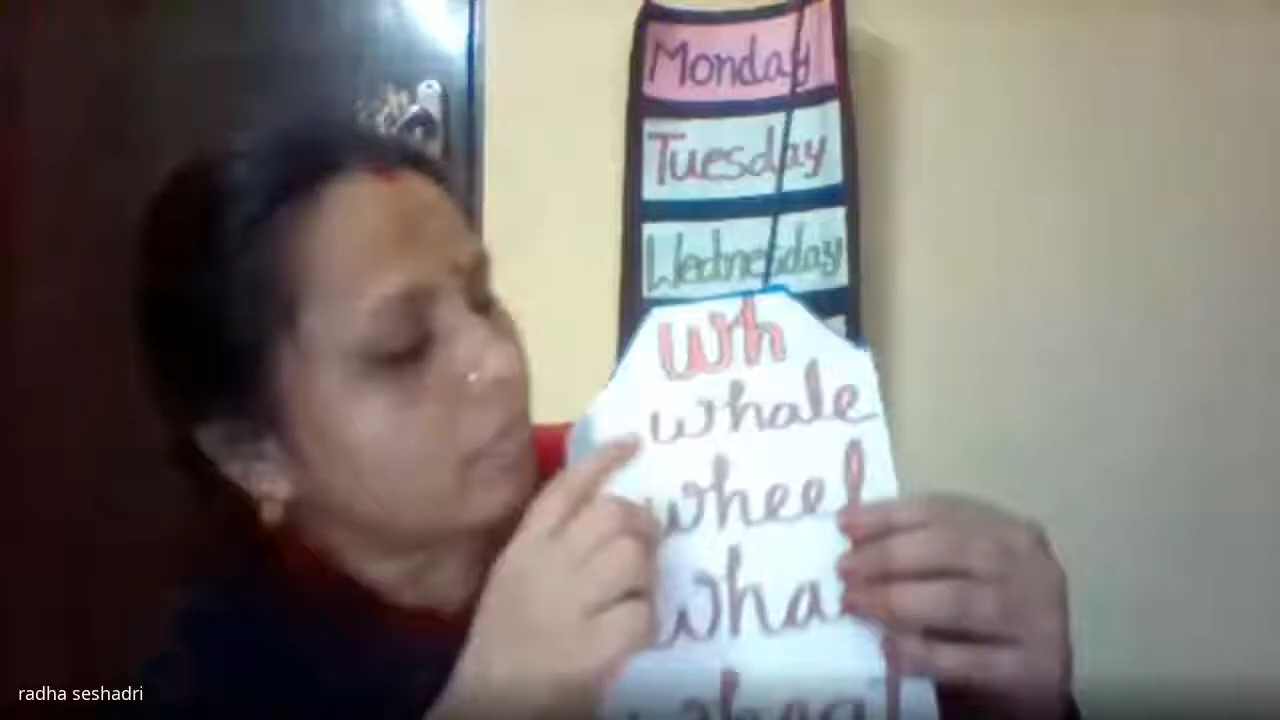 Monday
Tuesday
Wednesday
Wh
whale
wheel
radha seshadri